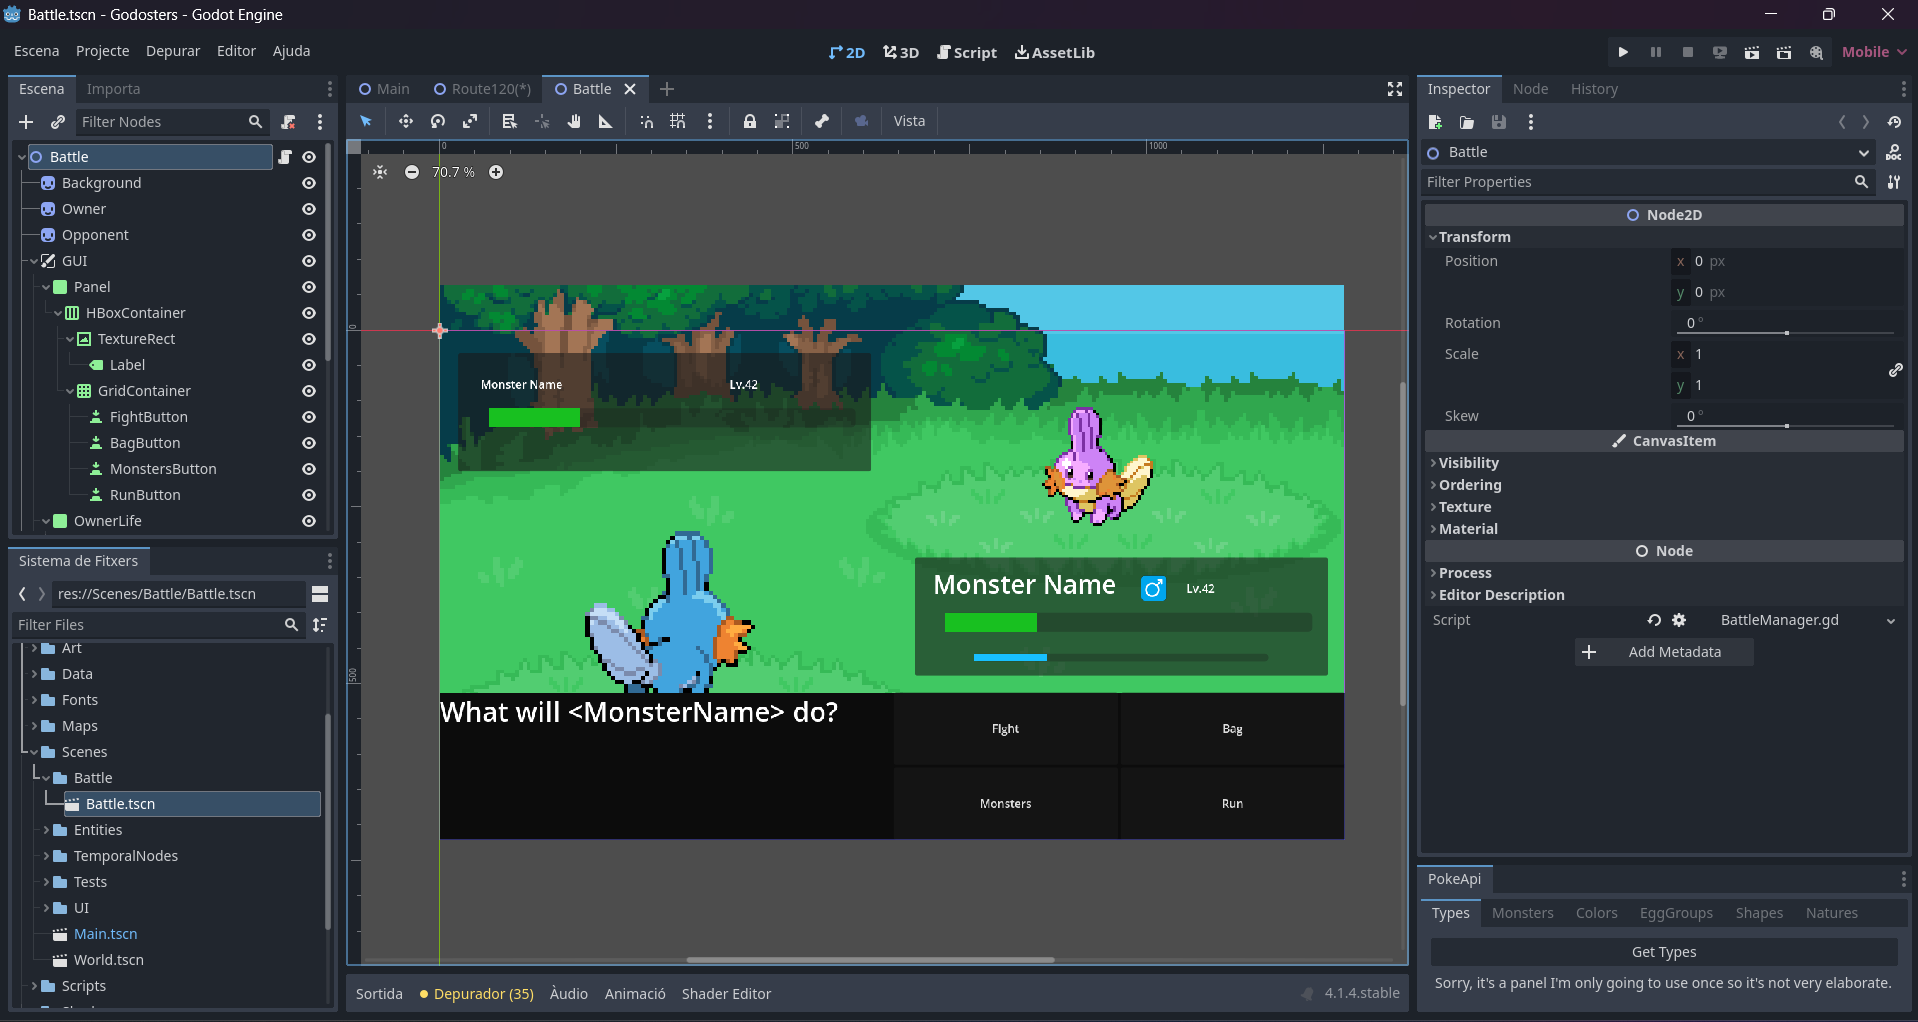 Battle.tscn - Godosters - Godot Engine
Escena Projecte Depurar Editor Ajuda
2D 3D Script AssetLib
Mobile
Escena Importa
Filter Nodes
Battle
Background
Owner
Opponent
GUI
Panel
HBoxContainer
TextureRect
Label
GridContainer
FightButton
BagButton
MonstersButton
RunButton
OwnerLife
Sistema de Fitxers
res://Scenes/Battle/Battle.tscn
Filter Files
Art
Data
Fonts
Maps
Scenes
Battle
Battle.tscn
Entities
TemporalNodes
Tests
UI
Main.tscn
World.tscn
Scripts
Main Route120(*) Battle
Vista
0 500 1000
70.7 %
0
500
Monster Name Lv.42
Monster Name Lv.42
What will <MonsterName> do?
Fight Bag
Monsters Run
Sortida Depurador (35) Àudio Animació Shader Editor
4.1.4.stable
Inspector Node History
Battle
DOC
Filter Properties
Node2D
Transform
Position x 0 px
y 0 px
Rotation 0 °
Scale x 1
y 1
Skew 0 °
CanvasItem
Visibility
Ordering
Texture
Material
Node
Process
Editor Description
Script BattleManager.gd
Add Metadata
PokeApi
Types Monsters Colors EggGroups Shapes Natures
Get Types
Sorry, it's a panel I'm only going to use once so it's not very elaborate.